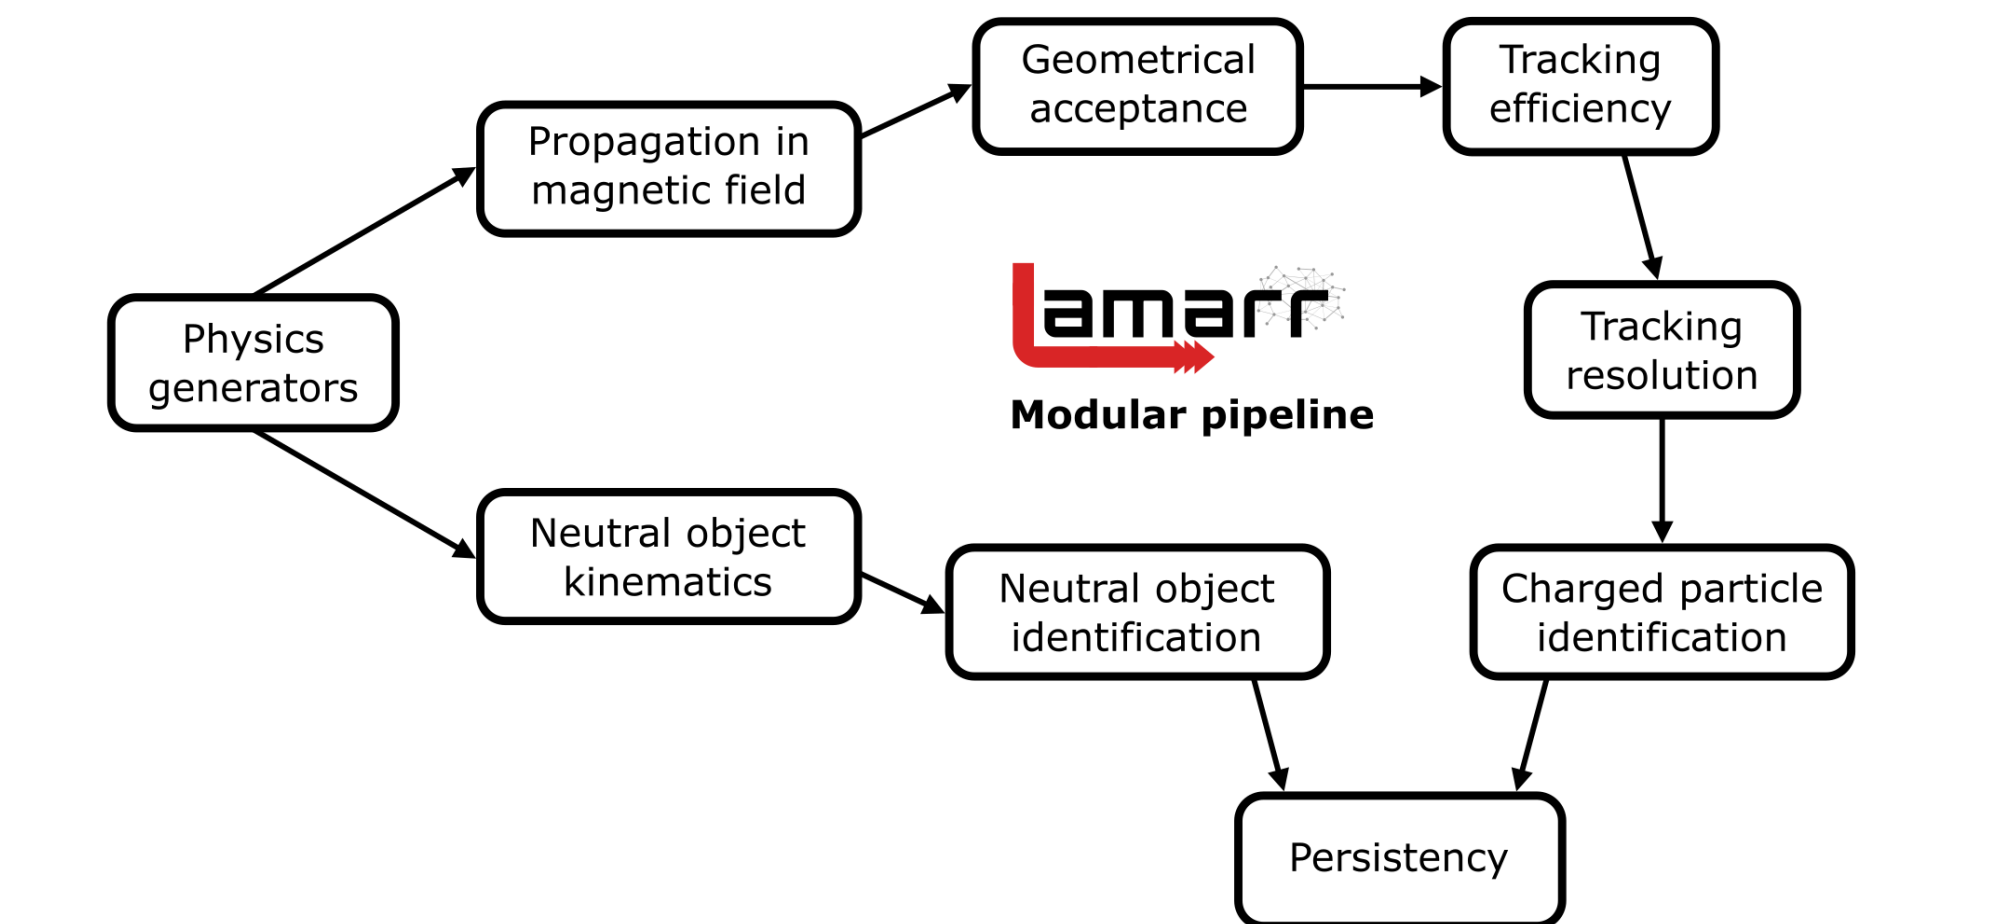 Geometrical
acceptance
Tracking
efficiency
Propagation in
magnetic field
Physics
generators
Lamarr
Modular pipeline
Tracking
resolution
Neutral object
kinematics
Neutral object
identification
Charged particle
identification
Persistency